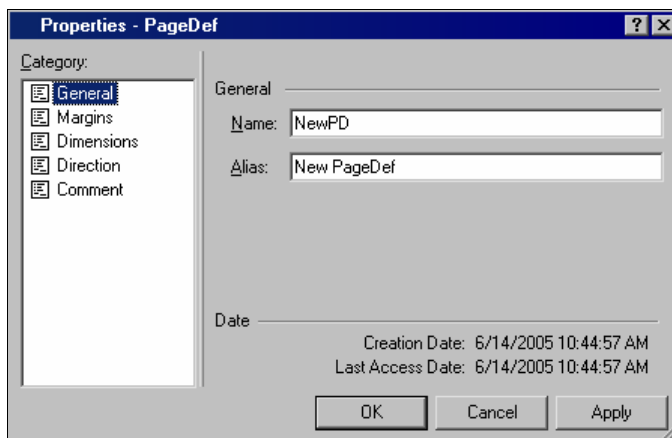 Properties - PageDef
Category:
General
Margins
Dimensions
Direction
Comment
General
Name: NewPD
Alias: New PageDef
Date
Creation Date: 6/14/2005 10:44:57 AM
Last Access Date: 6/14/2005 10:44:57 AM
OK Cancel Apply